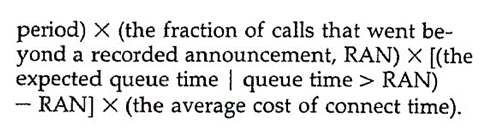 period) × (the fraction of calls that went be-
yond a recorded announcement, RAN) × [(the
expected queue time | queue time > RAN)
− RAN] × (the average cost of connect time).